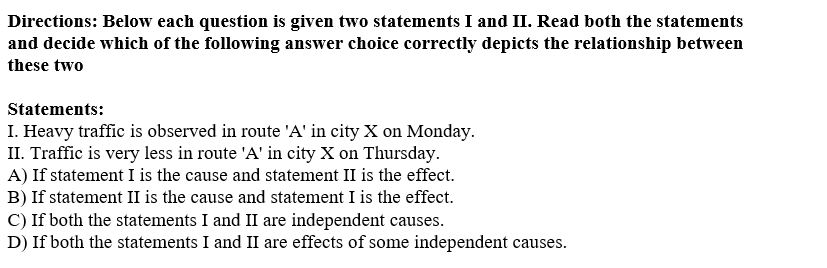 Directions: Below each question is given two statements I and II. Read both the statements
and decide which of the following answer choice correctly depicts the relationship between
these two
Statements:
I. Heavy traffic is observed in route 'A' in city X on Monday.
II. Traffic is very less in route 'A' in city X on Thursday.
A) If statement I is the cause and statement II is the effect.
B) If statement II is the cause and statement I is the effect.
C) If both the statements I and II are independent causes.
D) If both the statements I and II are effects of some independent causes.